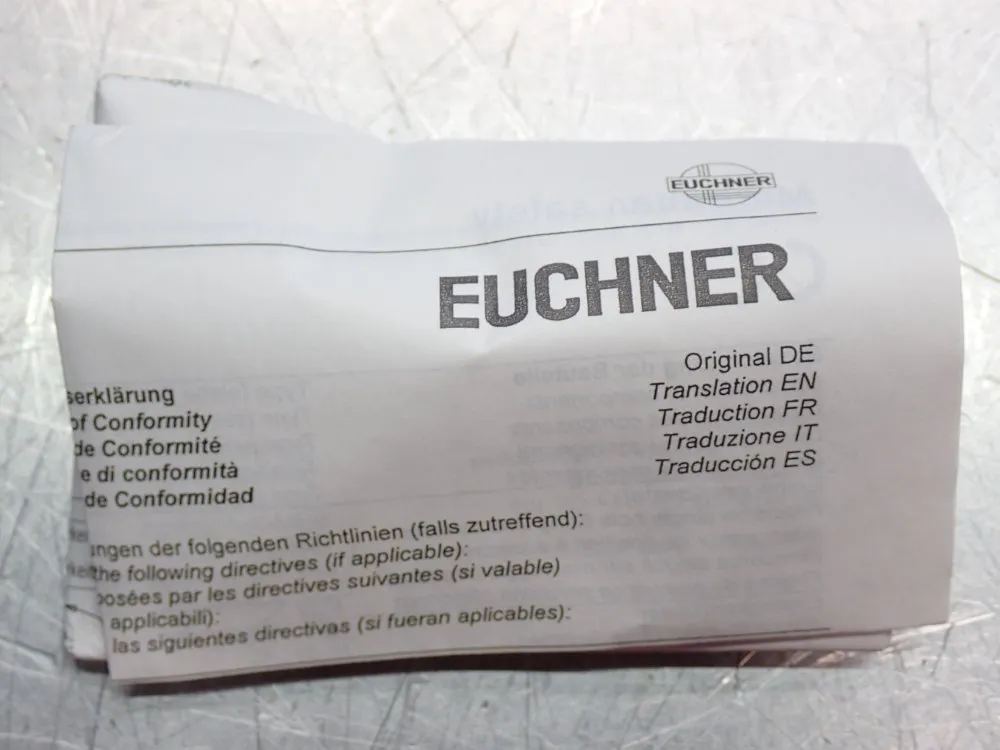 EUCHNER
EUCHNER
Original DE
Translation EN
Traduction FR
Traduzione IT
Traducción ES
serklärung
of Conformity
de Conformité
e di conformità
de Conformidad
ungen der folgenden Richtlinien (falls zutreffend):
the following directives (if applicable):
posées par les directives suivantes (si valable)
applicabili):
las siguientes directivas (si fueran aplicables):